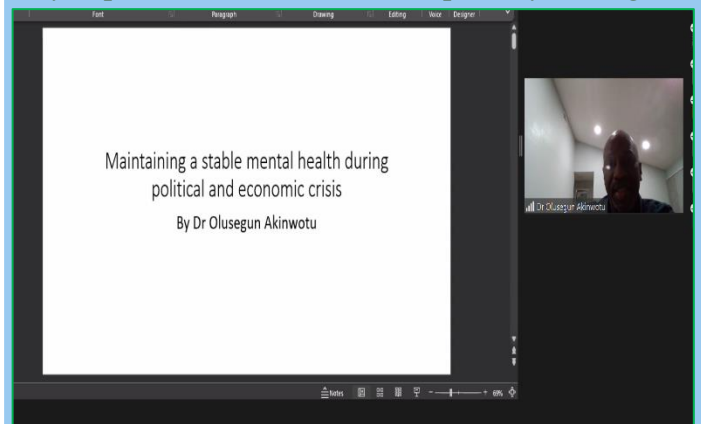 Font Paragraph Drawing Editing Voice Designer
Maintaining a stable mental health during
political and economic crisis
By Dr Olusegun Akinwotu
Dr Olusegun Akinwotu
Notes
69%